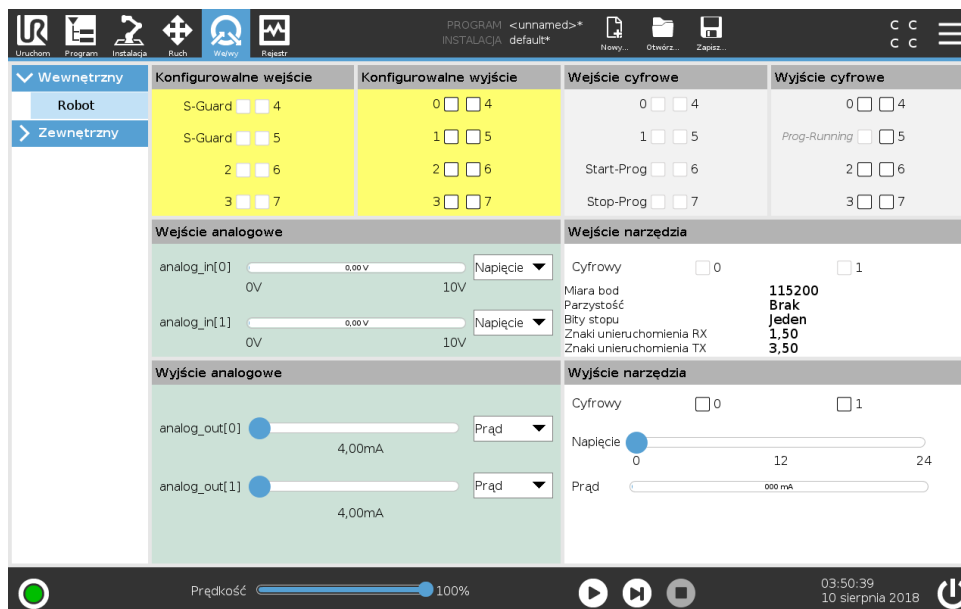 PROGRAM <unnamed>*
INSTALACJA default*
C C
C C
Uruchom Program Instalacja Ruch We/wy Rejestr Nowy... Otwórz... Zapisz...
Wewnętrzny
Robot
Zewnętrzny
Konfigurowalne wejście
S-Guard 4
S-Guard 5
2 6
3 7
Konfigurowalne wyjście
0 4
1 5
2 6
3 7
Wejście cyfrowe
0 4
1 5
Start-Prog 6
Stop-Prog 7
Wyjście cyfrowe
0 4
Prog-Running 5
2 6
3 7
Wejście analogowe
analog_in[0] 0,00 V Napięcie
0V 10V
analog_in[1] 0,00 V Napięcie
0V 10V
Wejście narzędzia
Cyfrowy 0 1
Miara bod 115200
Parzystość Brak
Bity stopu Jeden
Znaki unieruchomienia RX 1,50
Znaki unieruchomienia TX 3,50
Wyjście analogowe
analog_out[0] Prąd
4,00mA
analog_out[1] Prąd
4,00mA
Wyjście narzędzia
Cyfrowy 0 1
Napięcie
0 12 24
Prąd 000 mA
Prędkość 100%
03:50:39
10 sierpnia 2018